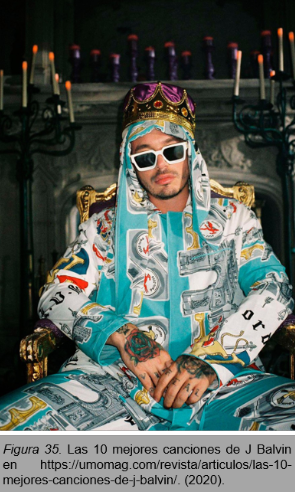 Figura 35. Las 10 mejores canciones de J Balvin
en https://umomag.com/revista/articulos/las-10-
mejores-canciones-de-j-balvin/. (2020).